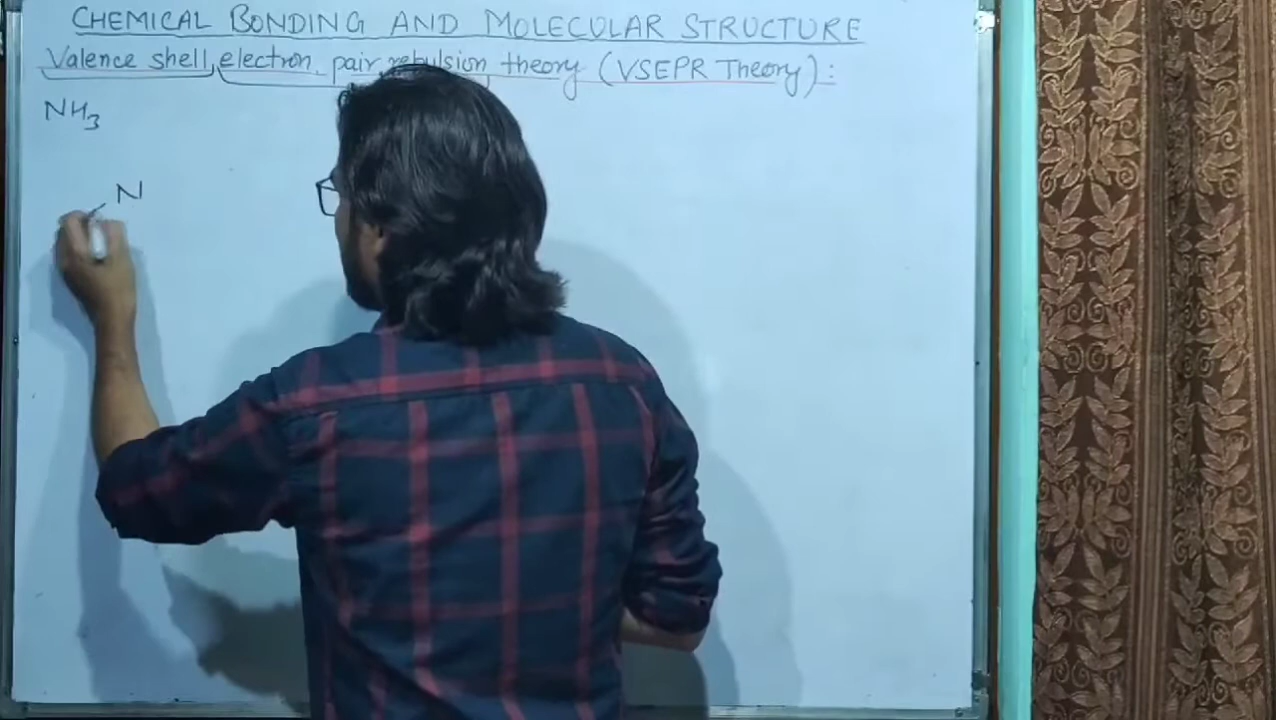 CHEMICAL BONDING AND MOLECULAR STRUCTURE
Valence shell, electron pair repulsion theory (VSEPR Theory):
NH₃
N